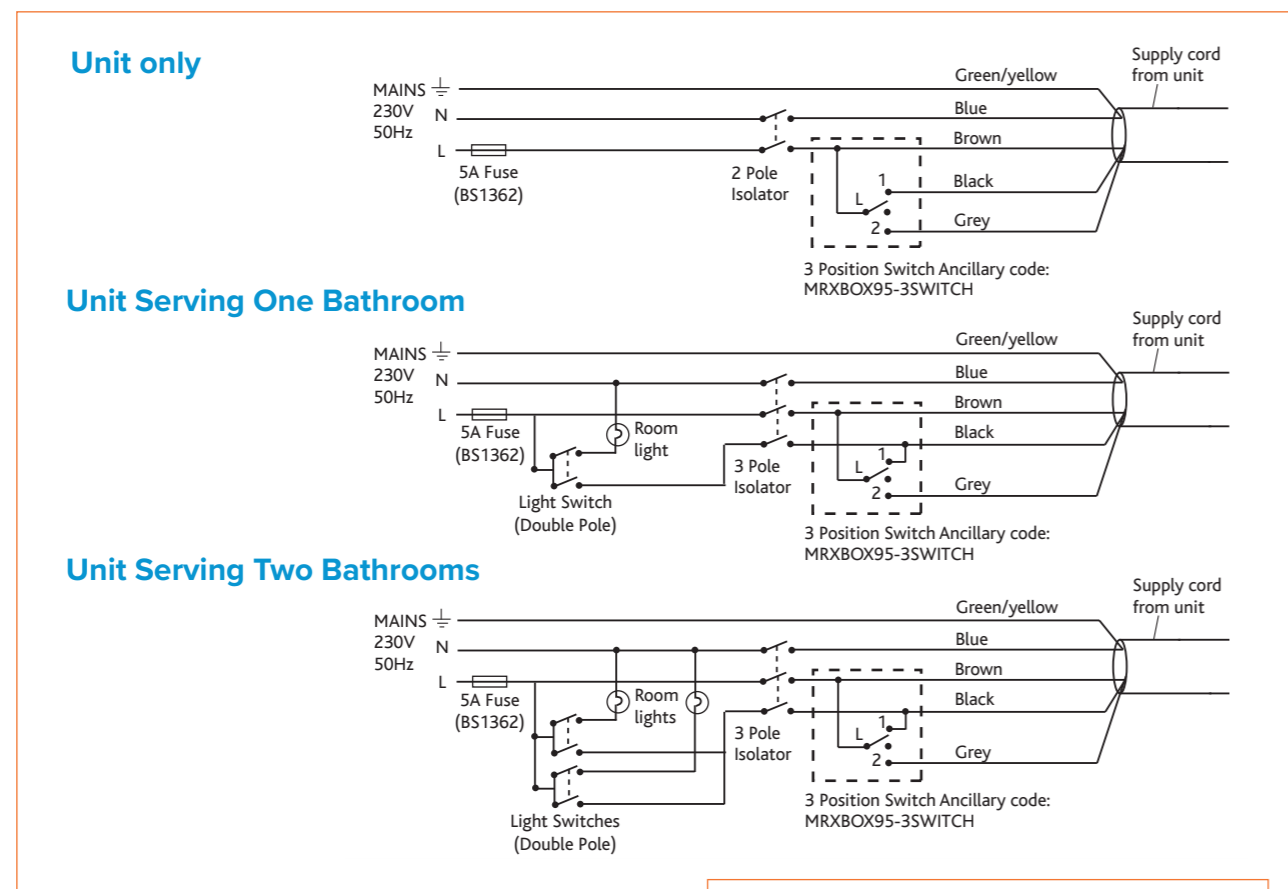 Unit only
MAINS
230V
50Hz
N
L
5A Fuse
(BS1362)
2 Pole
Isolator
Green/yellow
Blue
Brown
Black
Grey
L
1
2
Supply cord
from unit
3 Position Switch Ancillary code:
MRXBOX95-3SWITCH
Unit Serving One Bathroom
MAINS
230V
50Hz
N
L
5A Fuse
(BS1362)
Room
light
Light Switch
(Double Pole)
3 Pole
Isolator
Green/yellow
Blue
Brown
Black
Grey
L
1
2
Supply cord
from unit
3 Position Switch Ancillary code:
MRXBOX95-3SWITCH
Unit Serving Two Bathrooms
MAINS
230V
50Hz
N
L
5A Fuse
(BS1362)
Room
lights
Light Switches
(Double Pole)
3 Pole
Isolator
Green/yellow
Blue
Brown
Black
Grey
L
1
2
Supply cord
from unit
3 Position Switch Ancillary code:
MRXBOX95-3SWITCH